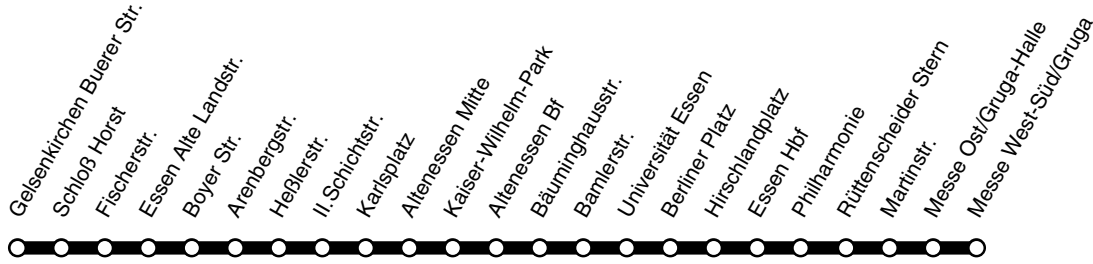 Gelsenkirchen Buerer Str.
Schloß Horst
Fischerstr.
Essen Alte Landstr.
Boyer Str.
Arenbergstr.
Heßlerstr.
II.Schichtstr.
Karlsplatz
Altenessen Mitte
Kaiser-Wilhelm-Park
Altenessen Bf
Bäuminghausstr.
Bamlerstr.
Universität Essen
Berliner Platz
Hirschlandplatz
Essen Hbf
Philharmonie
Rüttenscheider Stern
Martinstr.
Messe Ost/Gruga-Halle
Messe West-Süd/Gruga